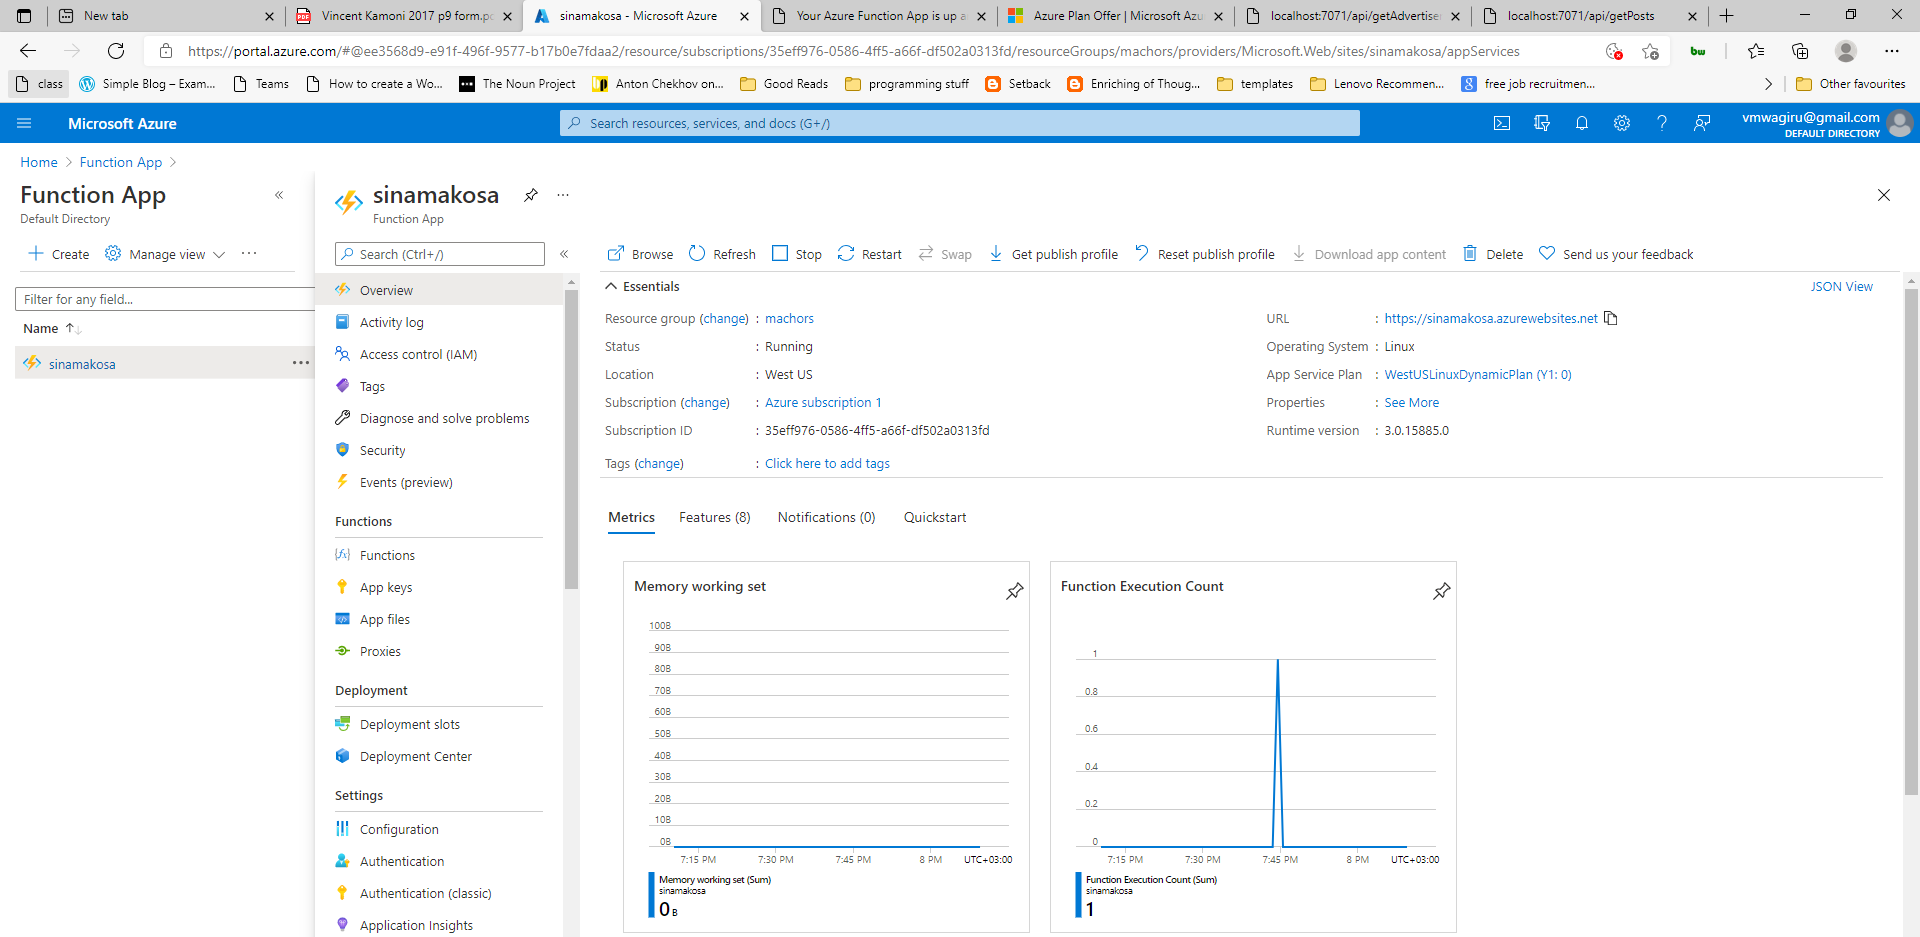 New tab
Vincent Kamoni 2017 p9 form.pc
sinamakosa - Microsoft Azure
Your Azure Function App is up a
Azure Plan Offer | Microsoft Azu
localhost:7071/api/getAdvertise
localhost:7071/api/getPosts
https://portal.azure.com/#@ee3568d9-e91f-496f-9577-b17b0e7fdaa2/resource/subscriptions/35eff976-0586-4ff5-a66f-df502a0313fd/resourceGroups/machors/providers/Microsoft.Web/sites/sinamakosa/appServices
bw
class
Simple Blog – Exam...
Teams
How to create a Wo...
The Noun Project
Anton Chekhov on...
Good Reads
programming stuff
Setback
Enriching of Thoug...
templates
Lenovo Recommen...
free job recruitmen...
Other favourites
Microsoft Azure
Search resources, services, and docs (G+/)
vmwagiru@gmail.com
DEFAULT DIRECTORY
Home > Function App >
Function App
Default Directory
Create
Manage view
Filter for any field...
Name
sinamakosa
sinamakosa
Function App
Search (Ctrl+/)
Overview
Activity log
Access control (IAM)
Tags
Diagnose and solve problems
Security
Events (preview)
Functions
Functions
App keys
App files
Proxies
Deployment
Deployment slots
Deployment Center
Settings
Configuration
Authentication
Authentication (classic)
Application Insights
Browse
Refresh
Stop
Restart
Swap
Get publish profile
Reset publish profile
Download app content
Delete
Send us your feedback
Essentials
JSON View
Resource group (change) : machors
Status : Running
Location : West US
Subscription (change) : Azure subscription 1
Subscription ID : 35eff976-0586-4ff5-a66f-df502a0313fd
Tags (change) : Click here to add tags
URL : https://sinamakosa.azurewebsites.net
Operating System : Linux
App Service Plan : WestUSLinuxDynamicPlan (Y1: 0)
Properties : See More
Runtime version : 3.0.15885.0
Metrics
Features (8)
Notifications (0)
Quickstart
Memory working set
100B
90B
80B
70B
60B
50B
40B
30B
20B
10B
0B
7:15 PM
7:30 PM
7:45 PM
8 PM
UTC+03:00
Memory working set (Sum)
sinamakosa
0 B
Function Execution Count
1
0.8
0.6
0.4
0.2
0
7:15 PM
7:30 PM
7:45 PM
8 PM
UTC+03:00
Function Execution Count (Sum)
sinamakosa
1